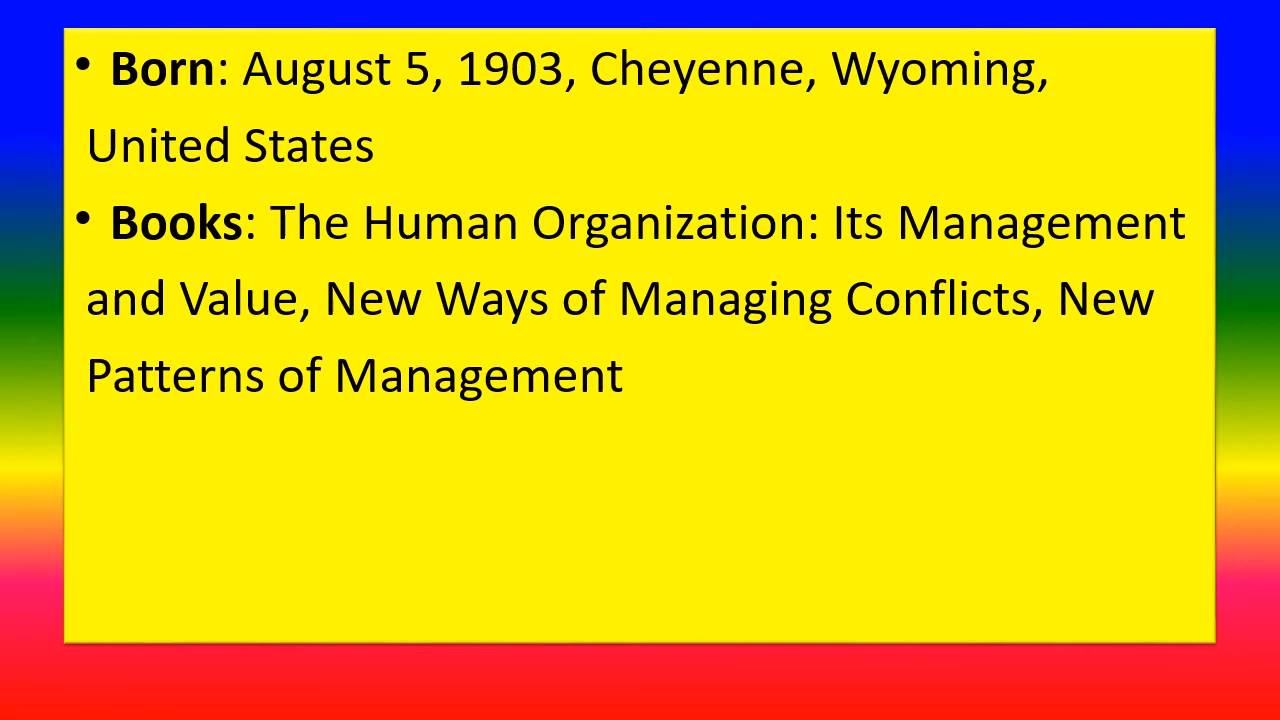 • Born: August 5, 1903, Cheyenne, Wyoming,
United States
• Books: The Human Organization: Its Management
and Value, New Ways of Managing Conflicts, New
Patterns of Management